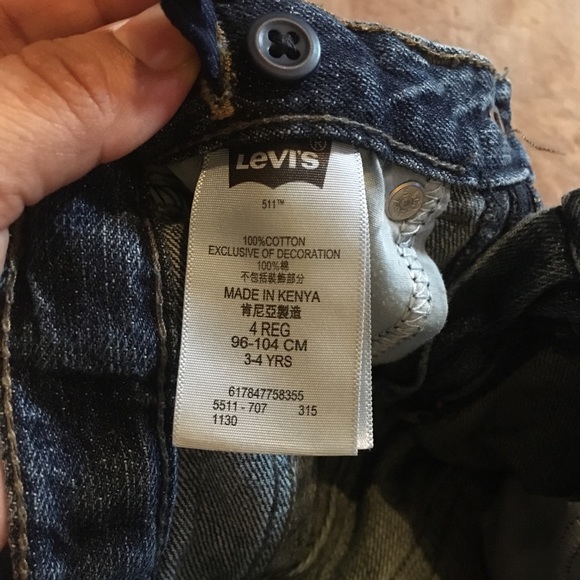 Levi's®
511™
100%COTTON
EXCLUSIVE OF DECORATION
100%棉
不包括裝飾部分
MADE IN KENYA
肯尼亞製造
4 REG
96-104 CM
3-4 YRS
617847758355
5511 - 707 315
1130